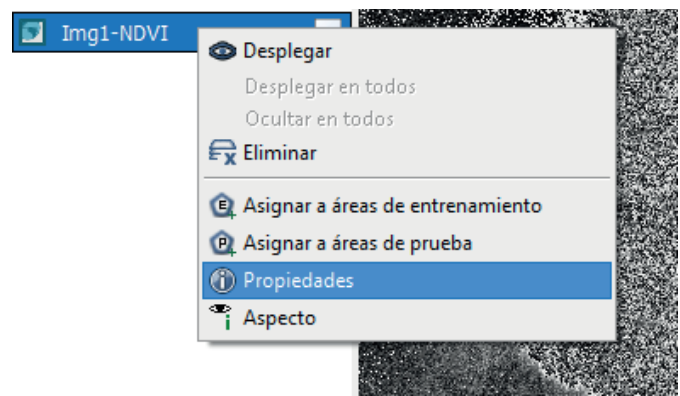 Img1-NDVI
Desplegar
Desplegar en todos
Ocultar en todos
Eliminar
Asignar a áreas de entrenamiento
Asignar a áreas de prueba
Propiedades
Aspecto